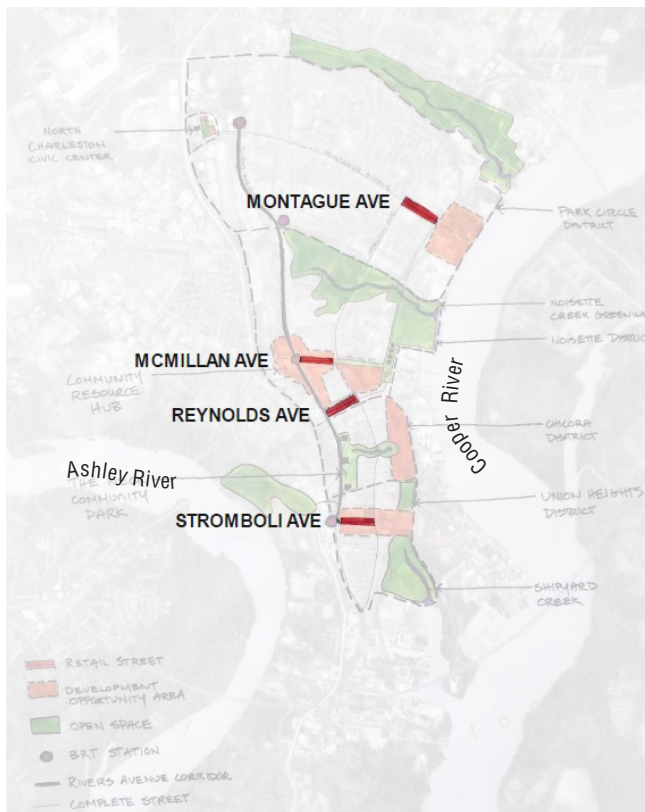 NORTH
CHARLESTON
CIVIC CENTER
MONTAGUE AVE
PARK CIRCLE
DISTRICT
NOISETTE
CREEK GREENWA
NOISETTE DISTRIC
MCMILLAN AVE
COMMUNITY
RESOURCE
HUB
REYNOLDS AVE
Cooper River
CHICORA
DISTRICT
Ashley River
COMMUNITY
PARK
UNION HEIGHTS
DISTRICT
STROMBOLI AVE
SHIPYARD
CREEK
RETAIL STREET
DEVELOPMENT
OPPORTUNITY AREA
OPEN SPACE
BRT STATION
RIVERS AVENUE CORRIDOR
COMPLETE STREET